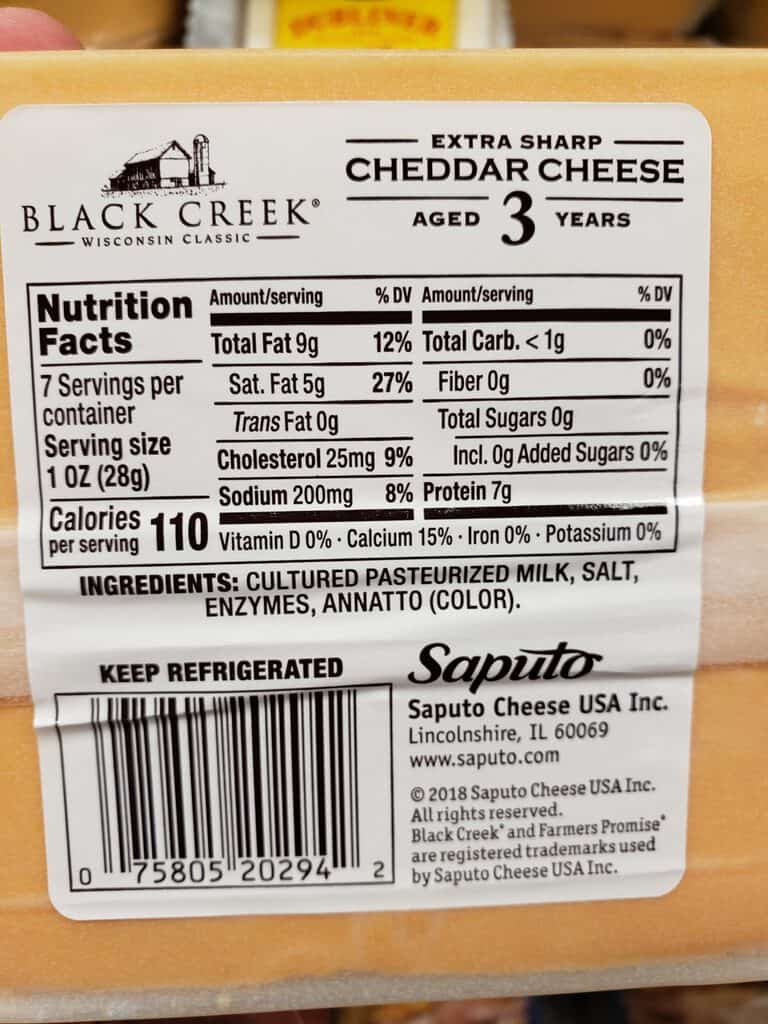 DUBLINER
BLACK CREEK®
WISCONSIN CLASSIC
EXTRA SHARP
CHEDDAR CHEESE
AGED 3 YEARS
Nutrition
Facts
7 Servings per
container
Serving size
1 OZ (28g)
Calories
per serving 110
Amount/serving % DV
Total Fat 9g 12%
Sat. Fat 5g 27%
Trans Fat 0g
Cholesterol 25mg 9%
Sodium 200mg 8%
Amount/serving % DV
Total Carb. < 1g 0%
Fiber 0g 0%
Total Sugars 0g
Incl. 0g Added Sugars 0%
Protein 7g
Vitamin D 0% · Calcium 15% · Iron 0% · Potassium 0%
INGREDIENTS: CULTURED PASTEURIZED MILK, SALT,
ENZYMES, ANNATTO (COLOR).
KEEP REFRIGERATED
0 75805 20294 2
Saputo
Saputo Cheese USA Inc.
Lincolnshire, IL 60069
www.saputo.com
© 2018 Saputo Cheese USA Inc.
All rights reserved.
Black Creek® and Farmers Promise®
are registered trademarks used
by Saputo Cheese USA Inc.